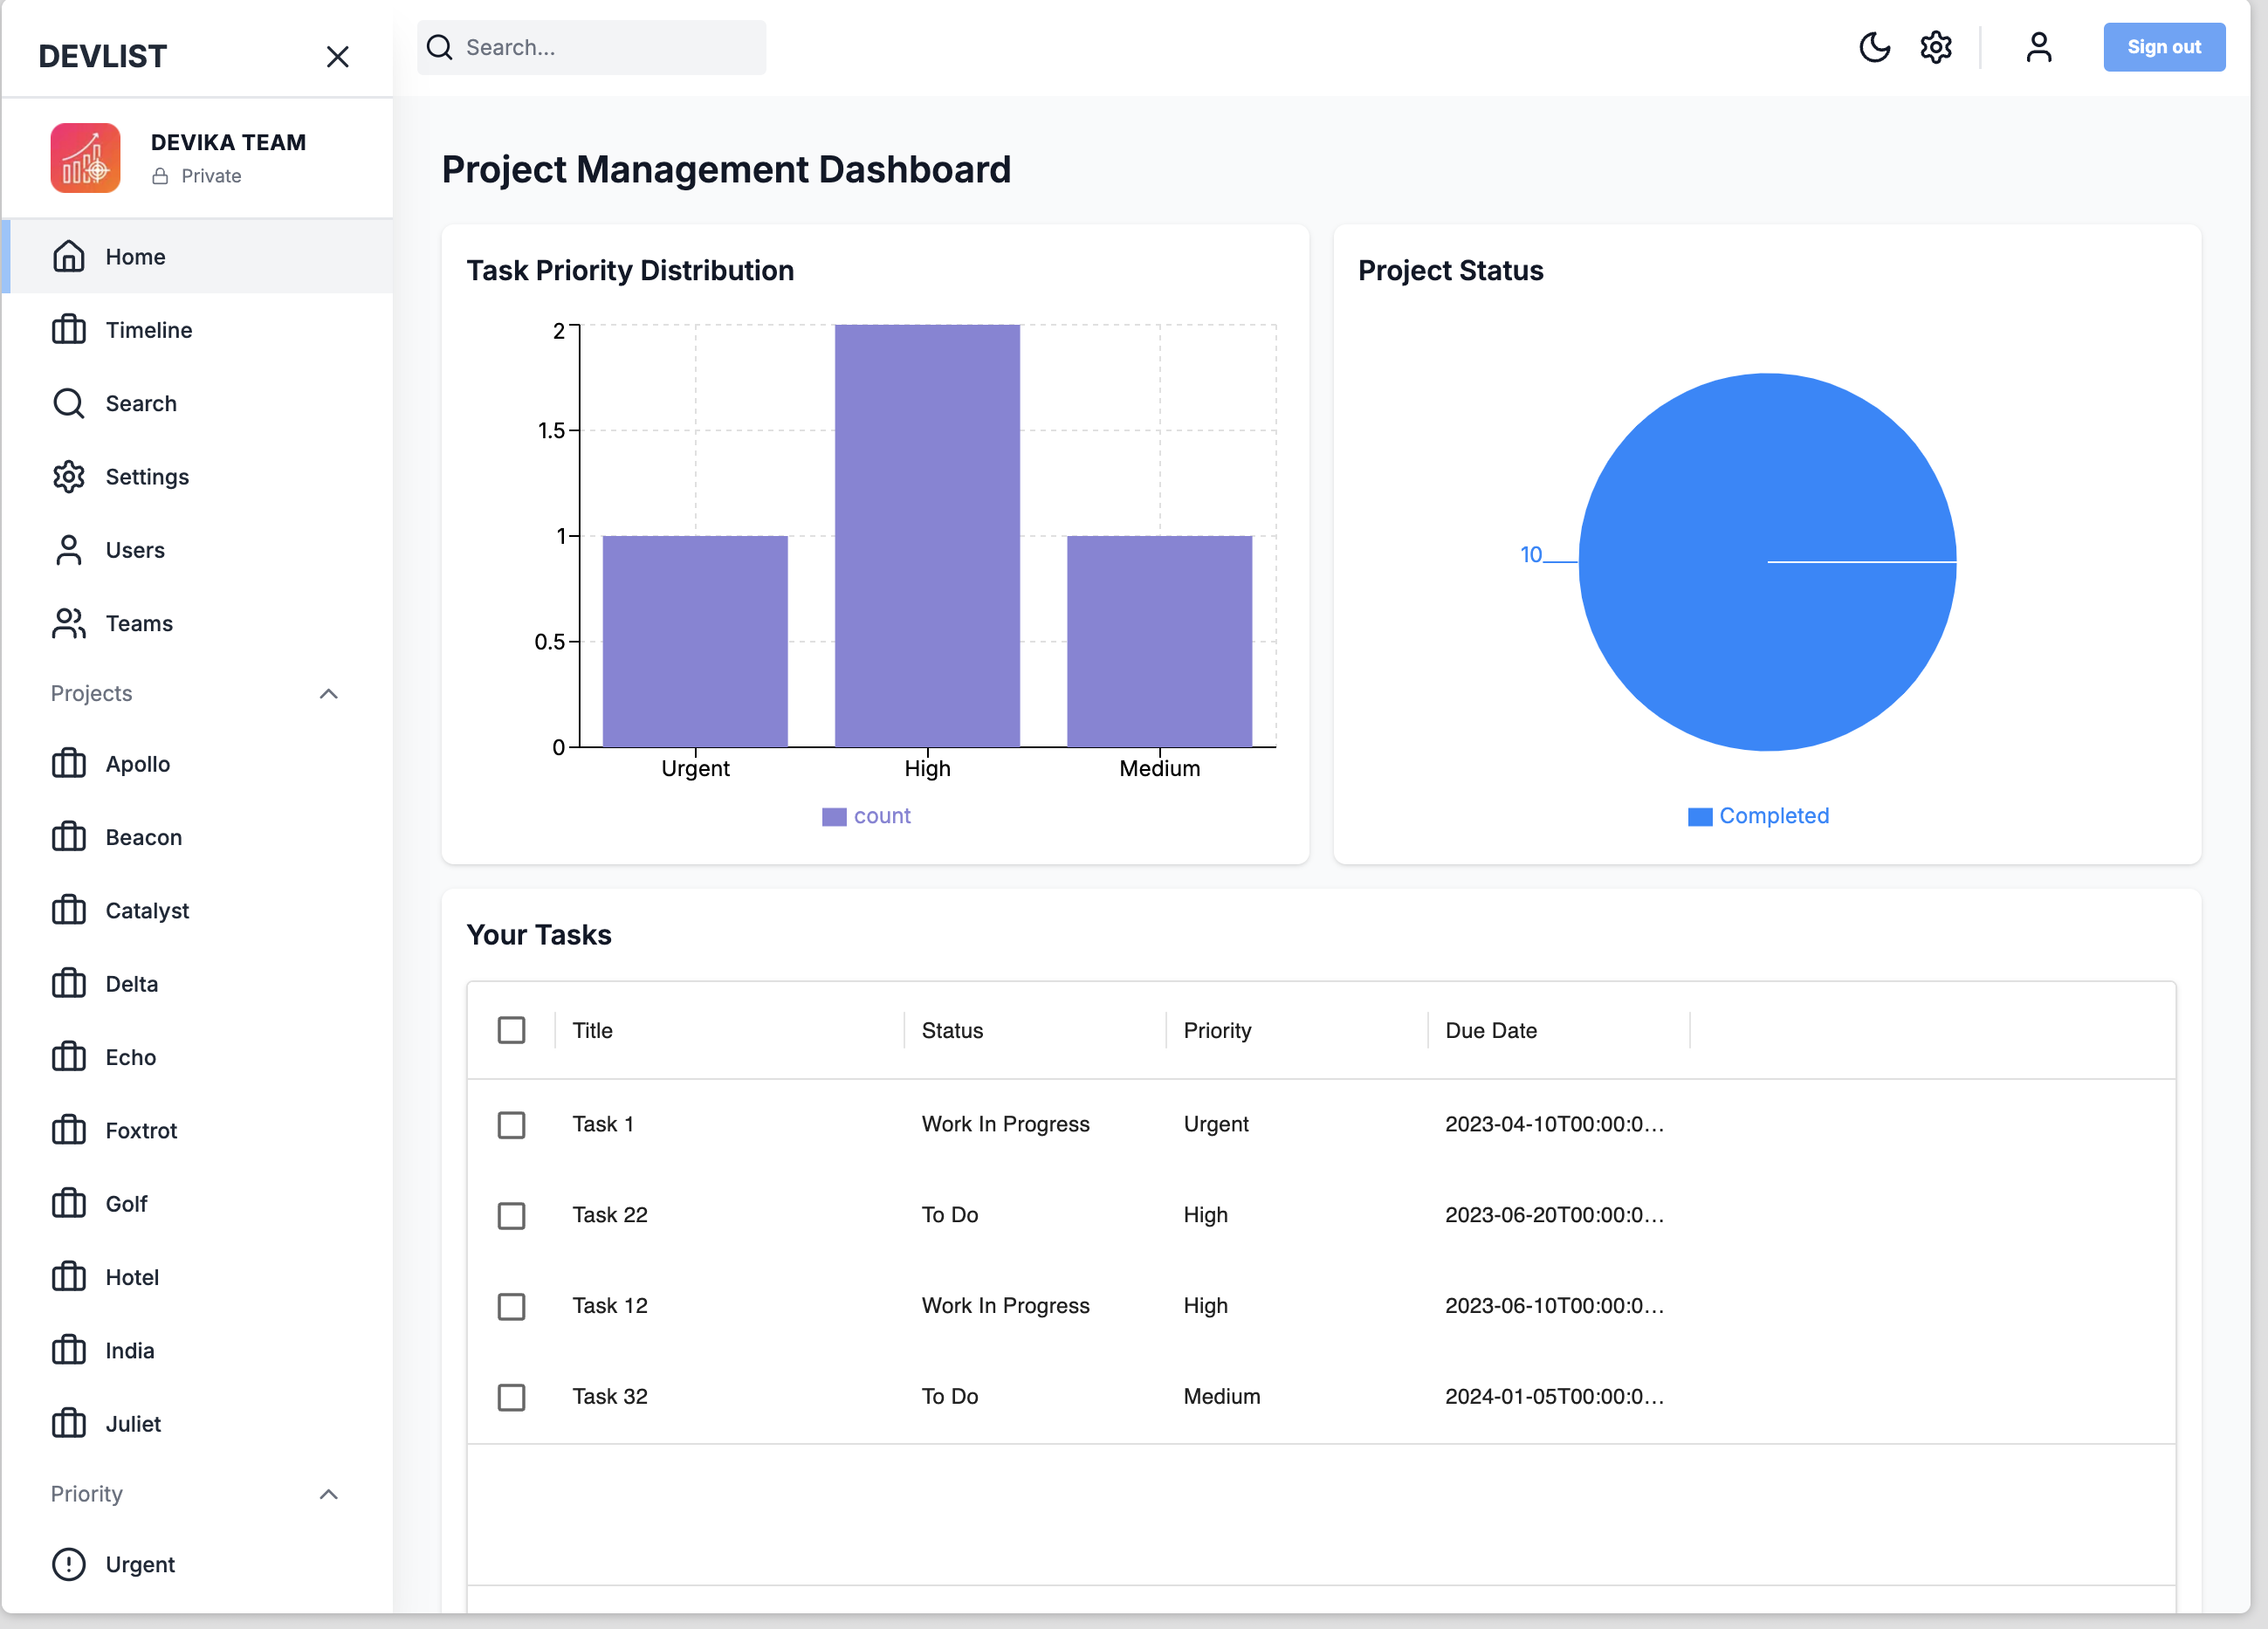 DEVLIST
Search...
Sign out
DEVIKA TEAM
Private
Home
Timeline
Search
Settings
Users
Teams
Projects
Apollo
Beacon
Catalyst
Delta
Echo
Foxtrot
Golf
Hotel
India
Juliet
Priority
Urgent
Project Management Dashboard
Task Priority Distribution
2
1.5
1
0.5
0
Urgent High Medium
count
Project Status
10
Completed
Your Tasks
Title Status Priority Due Date
Task 1 Work In Progress Urgent 2023-04-10T00:00:0...
Task 22 To Do High 2023-06-20T00:00:0...
Task 12 Work In Progress High 2023-06-10T00:00:0...
Task 32 To Do Medium 2024-01-05T00:00:0...